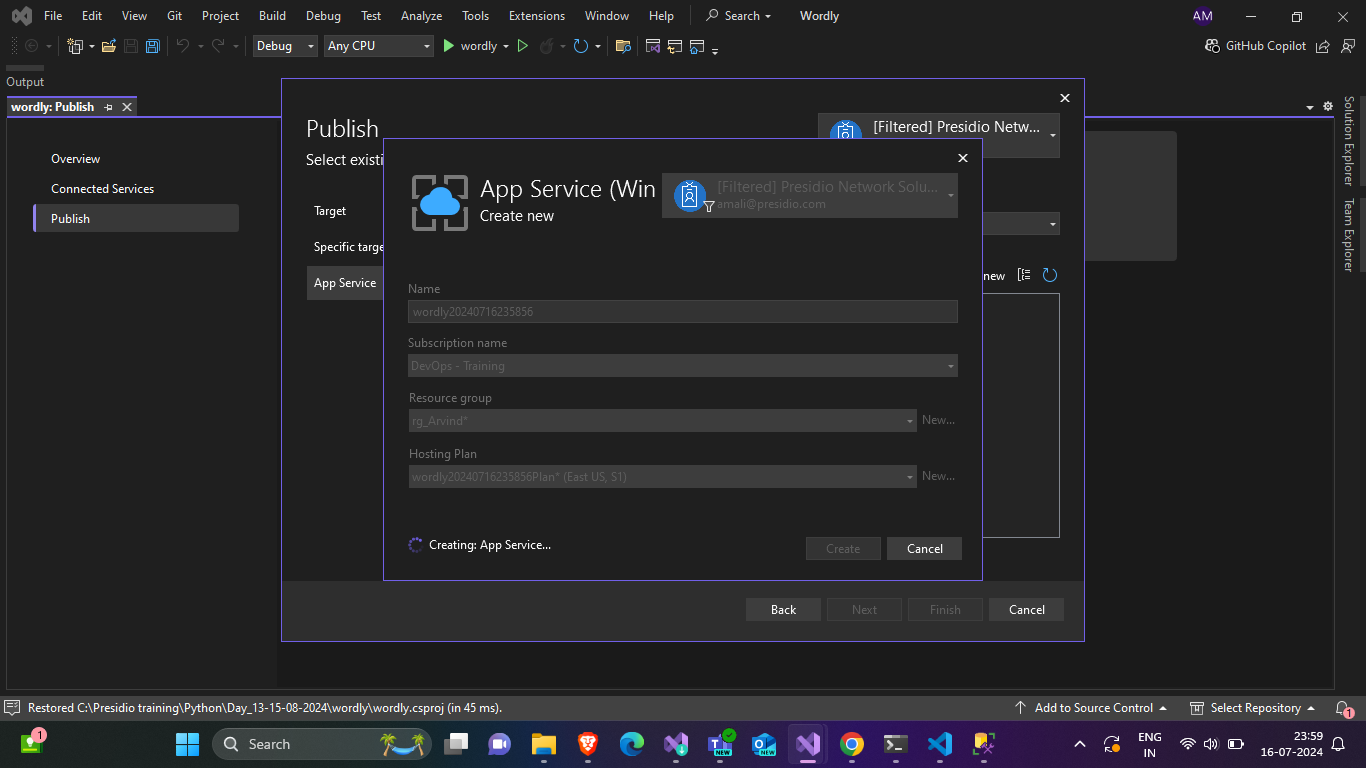 File Edit View Git Project Build Debug Test Analyze Tools Extensions Window Help Search Wordly AM
Debug Any CPU wordly GitHub Copilot
Output
wordly: Publish
Overview
Connected Services
Publish
Solution Explorer
Team Explorer
Publish
[Filtered] Presidio Netw...
Select existi
Target
Specific targe
App Service
new
App Service (Win
Create new
[Filtered] Presidio Network Solu...
amali@presidio.com
Name
wordly20240716235856
Subscription name
DevOps - Training
Resource group
rg_Arvind*
New...
Hosting Plan
wordly20240716235856Plan* (East US, S1)
New...
Creating: App Service...
Create Cancel
Back Next Finish Cancel
Restored C:\Presidio training\Python\Day_13-15-08-2024\wordly\wordly.csproj (in 45 ms).
Add to Source Control Select Repository 1
1
Search
NEW
NEW
ENG
IN
23:59
16-07-2024